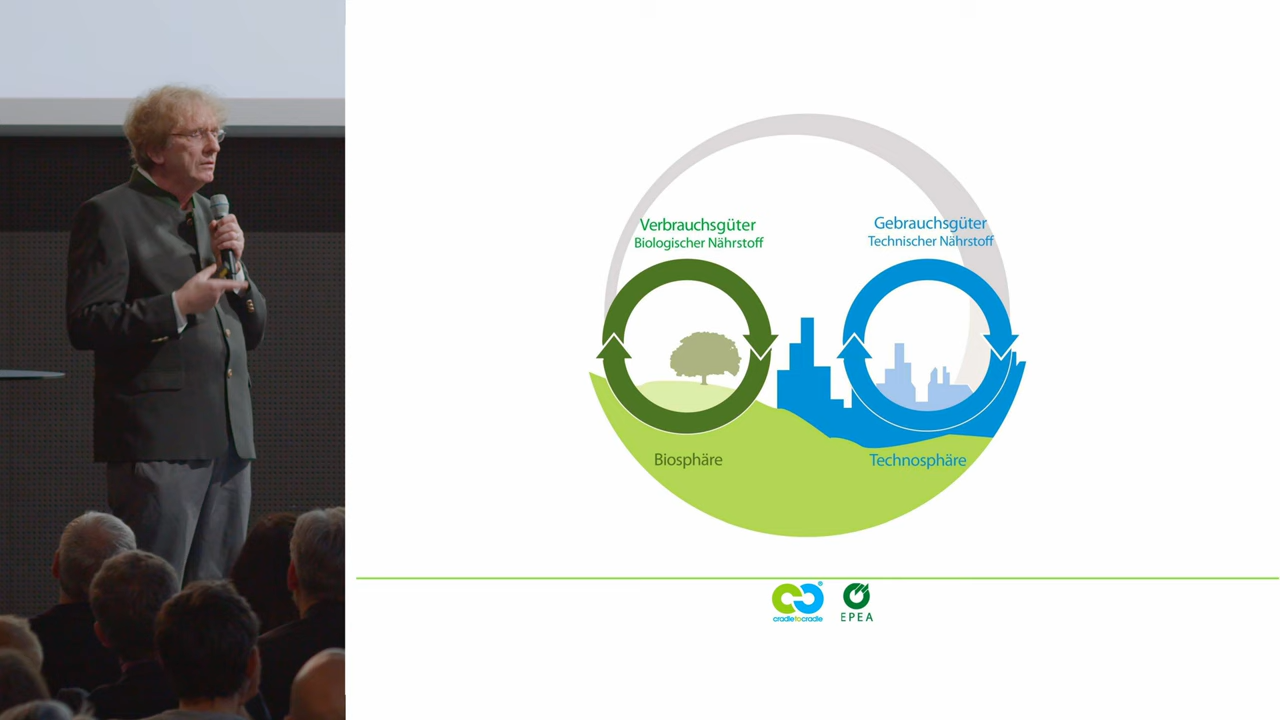 Verbrauchsgüter
Biologischer Nährstoff
Gebrauchsgüter
Technischer Nährstoff
Biosphäre
Technosphäre
cradletocradle
EPEA